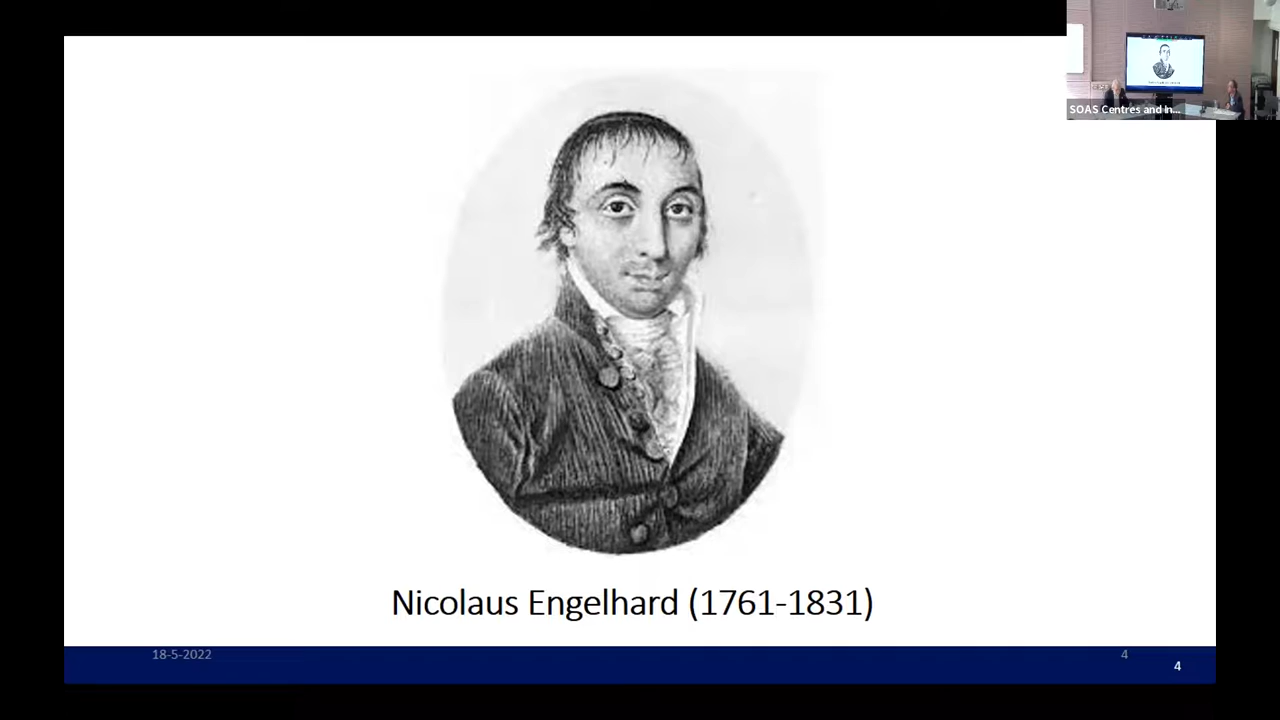 SOAS Centres and In...
Nicolaus Engelhard (1761-1831)
18-5-2022
4
4